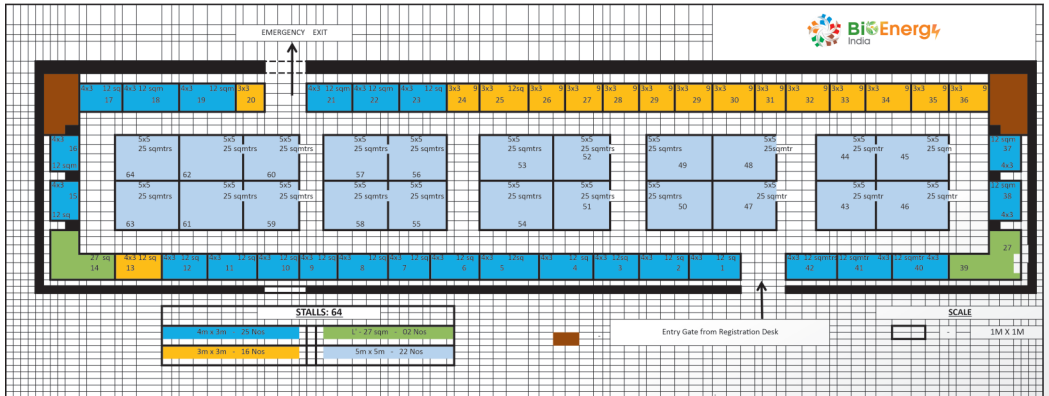 EMERGENCY EXIT
BioEnergy
India
4x3 12 sq 4x3 12 sqm 4x3 12 sqm 3x3
17 18 19 20
4x3 12 sqm 4x3 12 sqm 4x3 12 sq 3x3 9 3x3 12sq 3x3 9 3x3 9 3x3 9 3x3 9 3x3 9 3x3 9 3x3 9 3x3 9 3x3 9 3x3 9 3x3 9
21 22 23 24 25 26 27 28 29 29 30 31 32 33 34 35 36
4x3
16
12 sqm
5x5 5x5 5x5 5x5 5x5 5x5 5x5 5x5 5x5 5x5 5x5
25 sqmtrs 25 sqmtrs 25 sqmtrs 25 sqmtrs 25 sqmtrs 25 sqmtrs 25 sqmtrs 25 sqmtrs 25sqmtr 25 sqmtr 25 sqm
64 62 60 57 56 53 52 49 48 44 45
12 sqm
37
4x3
4x3
15
12 sq
5x5 5x5 5x5 5x5 5x5 5x5 5x5 5x5 5x5 5x5 5x5
25 sqmtrs 25 sqmtrs 25 sqmtrs 25 sqmtrs 25 sqmtrs 25 sqmtrs 25 sqmtrs 25 sqmtrs 25 sqmtr 25 sqmtr 25 sqmtr
63 61 59 58 55 54 51 50 47 43 46
12 sqm
38
4x3
27
27 sq 4x3 12 sq 4x3 12 sq 4x3 12 sq 4x3 12 sq 4x3 12 sq 4x3 12 sq 4x3 12 sq 4x3 12 sq 4x3 12sq 4x3 12 sq 4x3 12 sq 4x3 12 sq 4x3 12 sq
14 13 12 11 10 9 8 7 6 5 4 3 2 1
4x3 12 sqmtr 4x3 12 sqmtr 12 sqmtr 4x3
42 41 40 39
STALLS: 64
4m x 3m - 25 Nos
L' - 27 sqm - 02 Nos
3m x 3m - 16 Nos
5m x 5m - 22 Nos
-
Entry Gate from Registration Desk
SCALE
- 1M X 1M